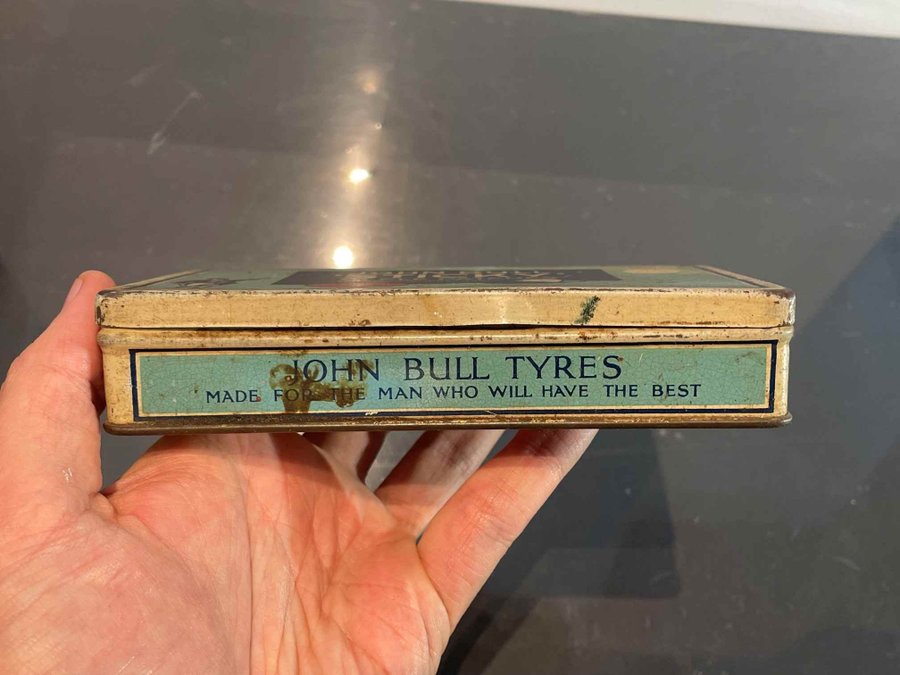 JOHN BULL TYRES
MADE FOR THE MAN WHO WILL HAVE THE BEST